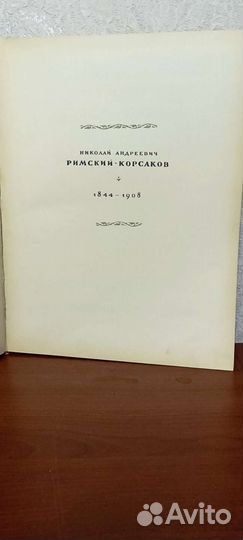 НИКОЛАЙ АНДРЕЕВИЧ
РИМСКИЙ-КОРСАКОВ
1844–1908
Avito